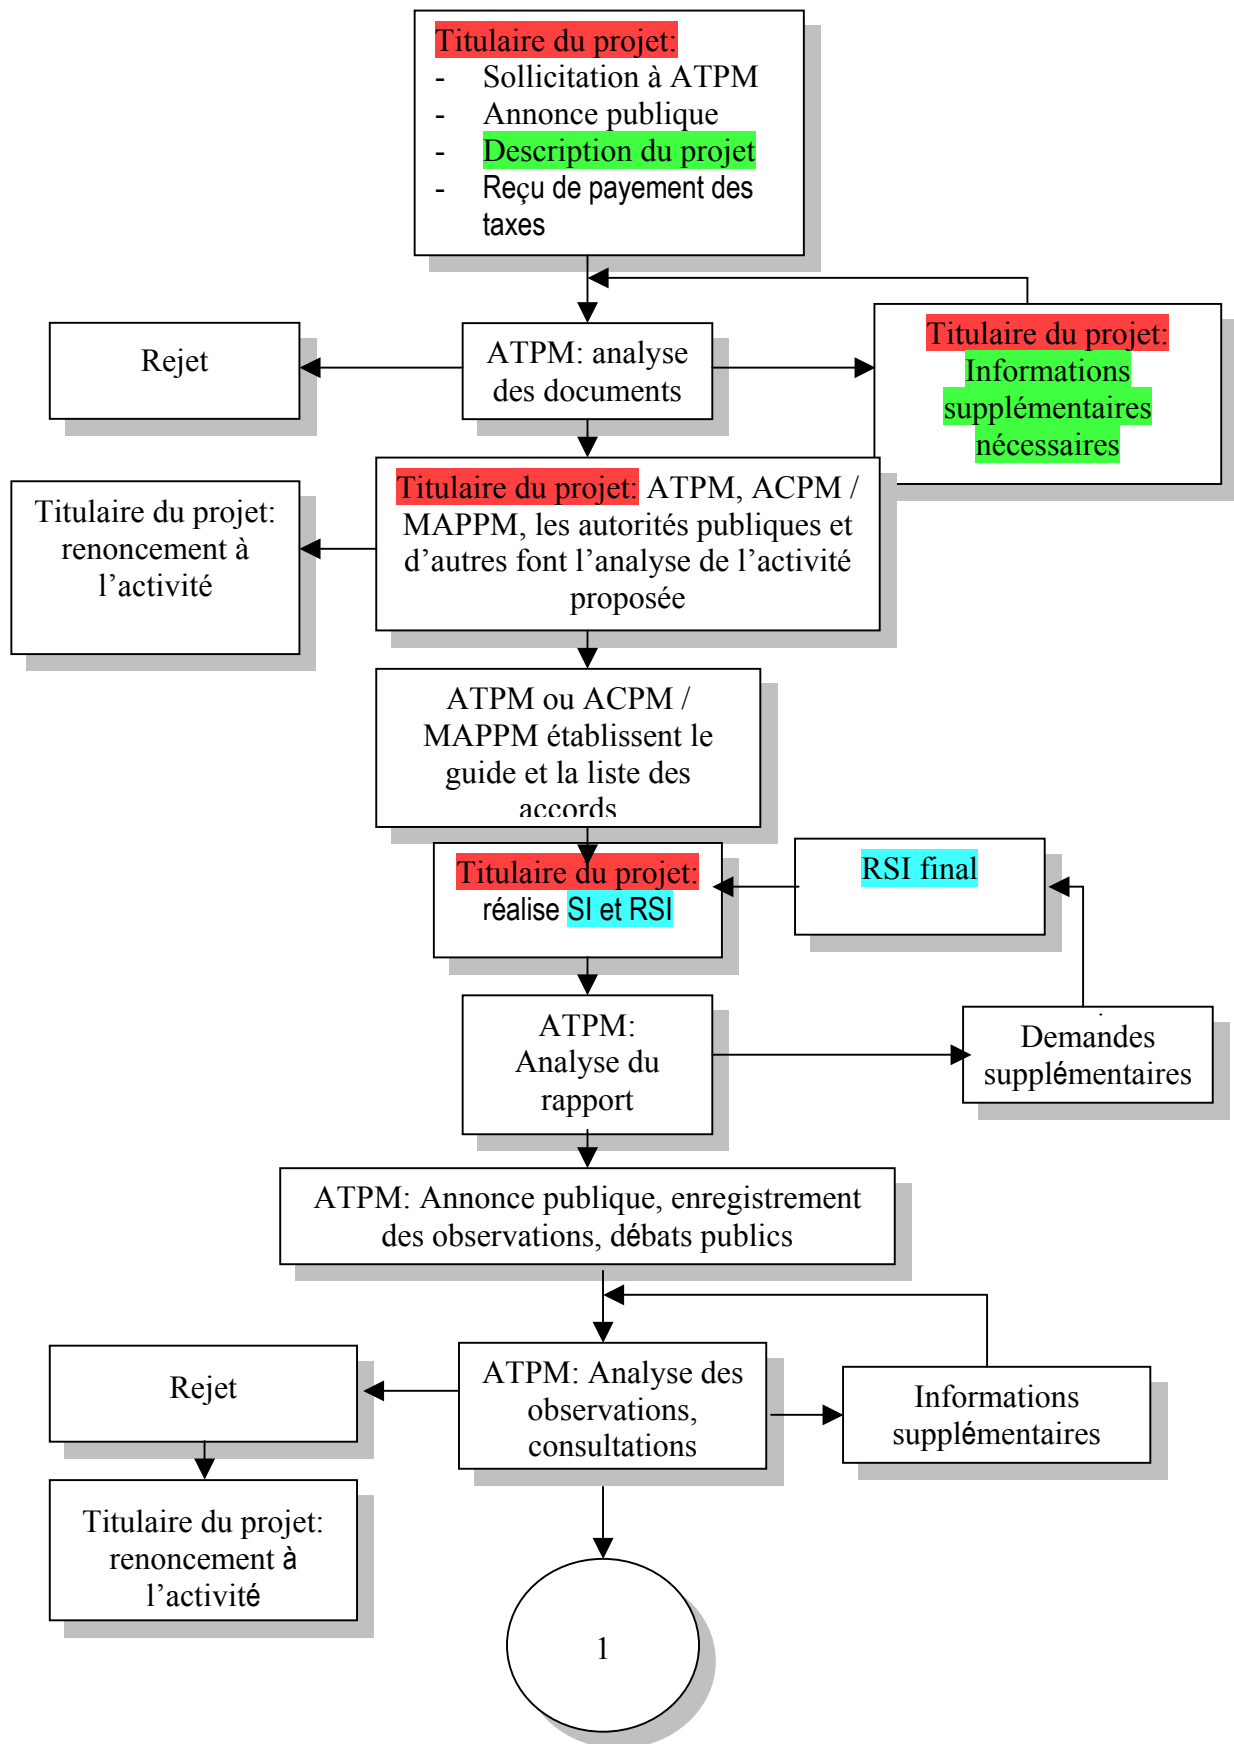 Titulaire du projet:
- Sollicitation à ATPM
- Annonce publique
- Description du projet
- Reçu de payement des
taxes
Rejet
ATPM: analyse
des documents
Titulaire du projet:
Informations
supplémentaires
nécessaires
Titulaire du projet:
renoncement à
l’activité
Titulaire du projet: ATPM, ACPM /
MAPPM, les autorités publiques et
d’autres font l’analyse de l’activité
proposée
ATPM ou ACPM /
MAPPM établissent le
guide et la liste des
accords
Titulaire du projet:
réalise SI et RSI
RSI final
ATPM:
Analyse du
rapport
Demandes
supplémentaires
ATPM: Annonce publique, enregistrement
des observations, débats publics
Rejet
ATPM: Analyse des
observations,
consultations
Informations
supplémentaires
Titulaire du projet:
renoncement à
l’activité
1